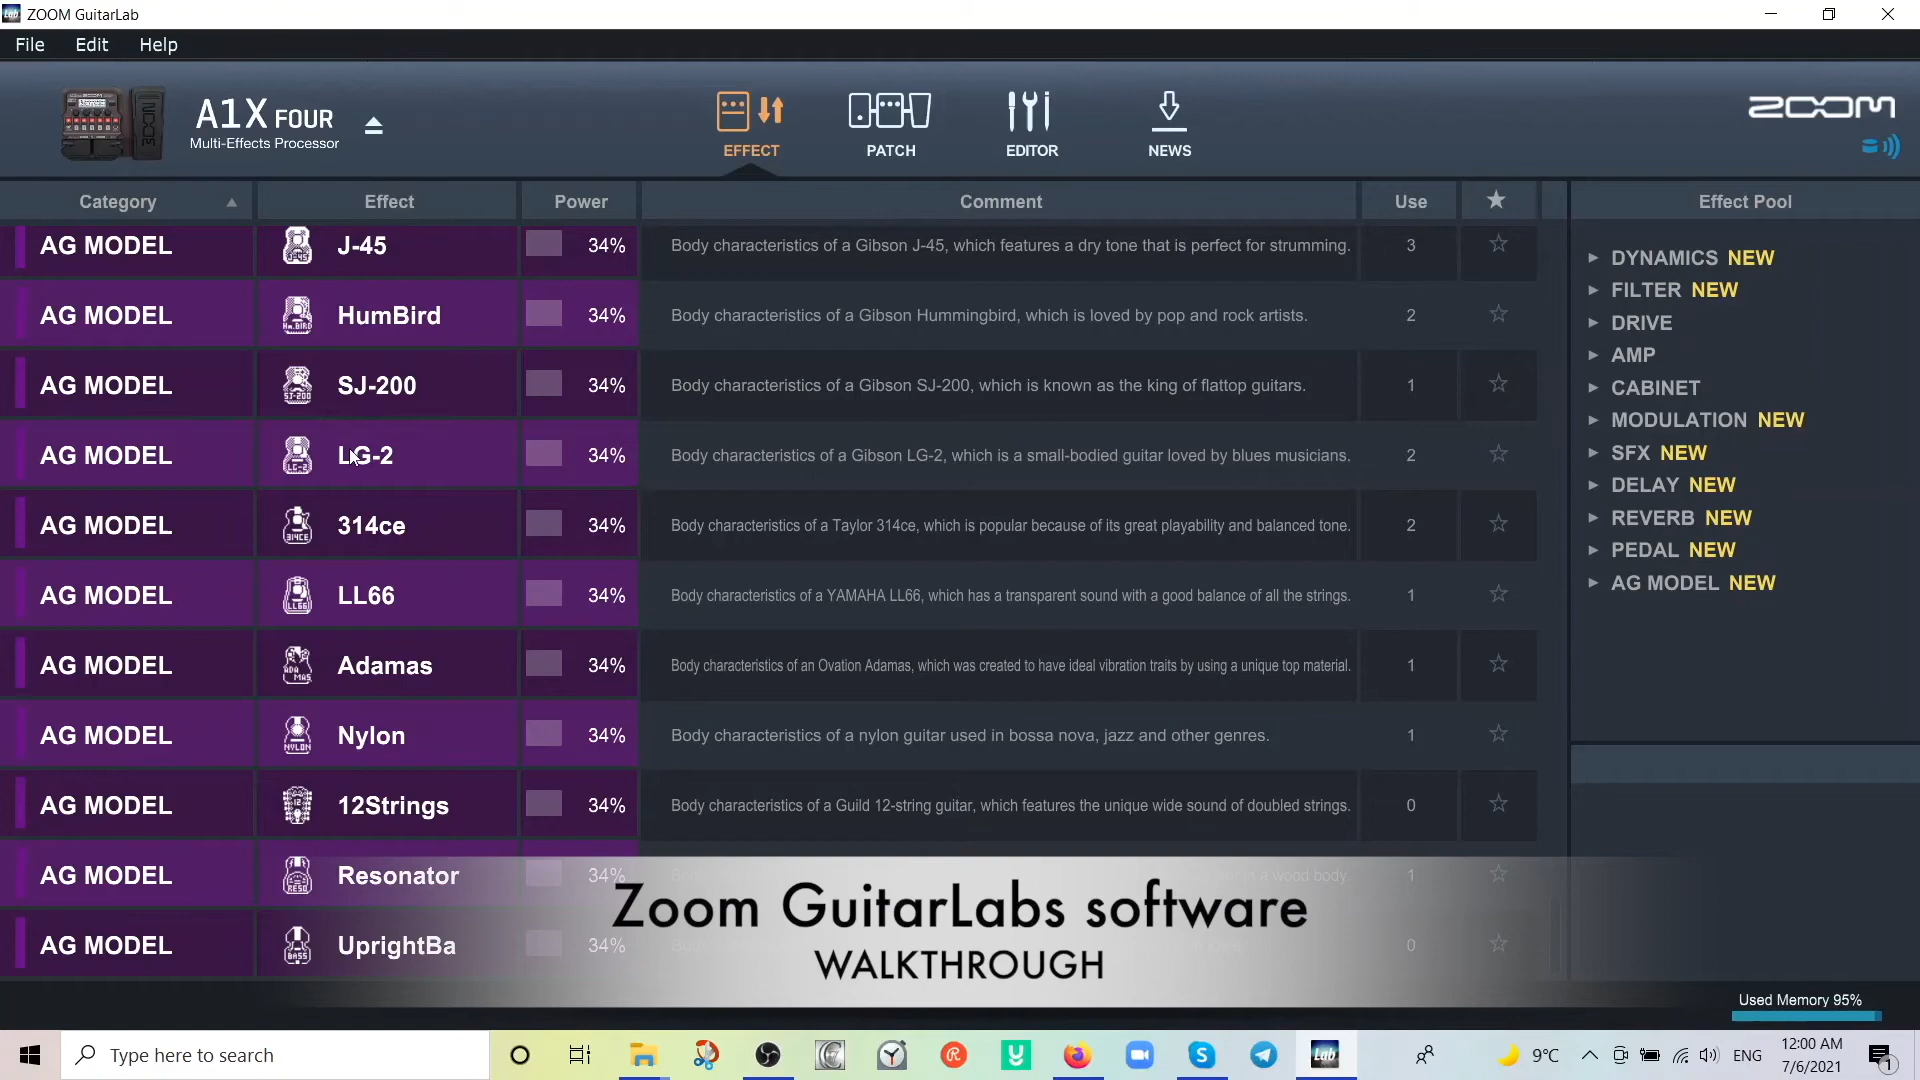 ZOOM GuitarLab
File Edit Help
A1X FOUR
Multi-Effects Processor
EFFECT PATCH EDITOR NEWS
ZOOM
Category Effect Power Comment Use ★ Effect Pool
AG MODEL J-45 34% Body characteristics of a Gibson J-45, which features a dry tone that is perfect for strumming. 3
AG MODEL HumBird 34% Body characteristics of a Gibson Hummingbird, which is loved by pop and rock artists. 2
AG MODEL SJ-200 34% Body characteristics of a Gibson SJ-200, which is known as the king of flattop guitars. 1
AG MODEL LG-2 34% Body characteristics of a Gibson LG-2, which is a small-bodied guitar loved by blues musicians. 2
AG MODEL 314ce 34% Body characteristics of a Taylor 314ce, which is popular because of its great playability and balanced tone. 2
AG MODEL LL66 34% Body characteristics of a YAMAHA LL66, which has a transparent sound with a good balance of all the strings. 1
AG MODEL Adamas 34% Body characteristics of an Ovation Adamas, which was created to have ideal vibration traits by using a unique top material. 1
AG MODEL Nylon 34% Body characteristics of a nylon guitar used in bossa nova, jazz and other genres. 1
AG MODEL 12Strings 34% Body characteristics of a Guild 12-string guitar, which features the unique wide sound of doubled strings. 0
AG MODEL Resonator 34% a wood body. 1
AG MODEL UprightBa 34% 0
DYNAMICS NEW
FILTER NEW
DRIVE
AMP
CABINET
MODULATION NEW
SFX NEW
DELAY NEW
REVERB NEW
PEDAL NEW
AG MODEL NEW
Zoom GuitarLabs software
WALKTHROUGH
Used Memory 95%
Type here to search
Lab
9°C
ENG
12:00 AM
7/6/2021
1